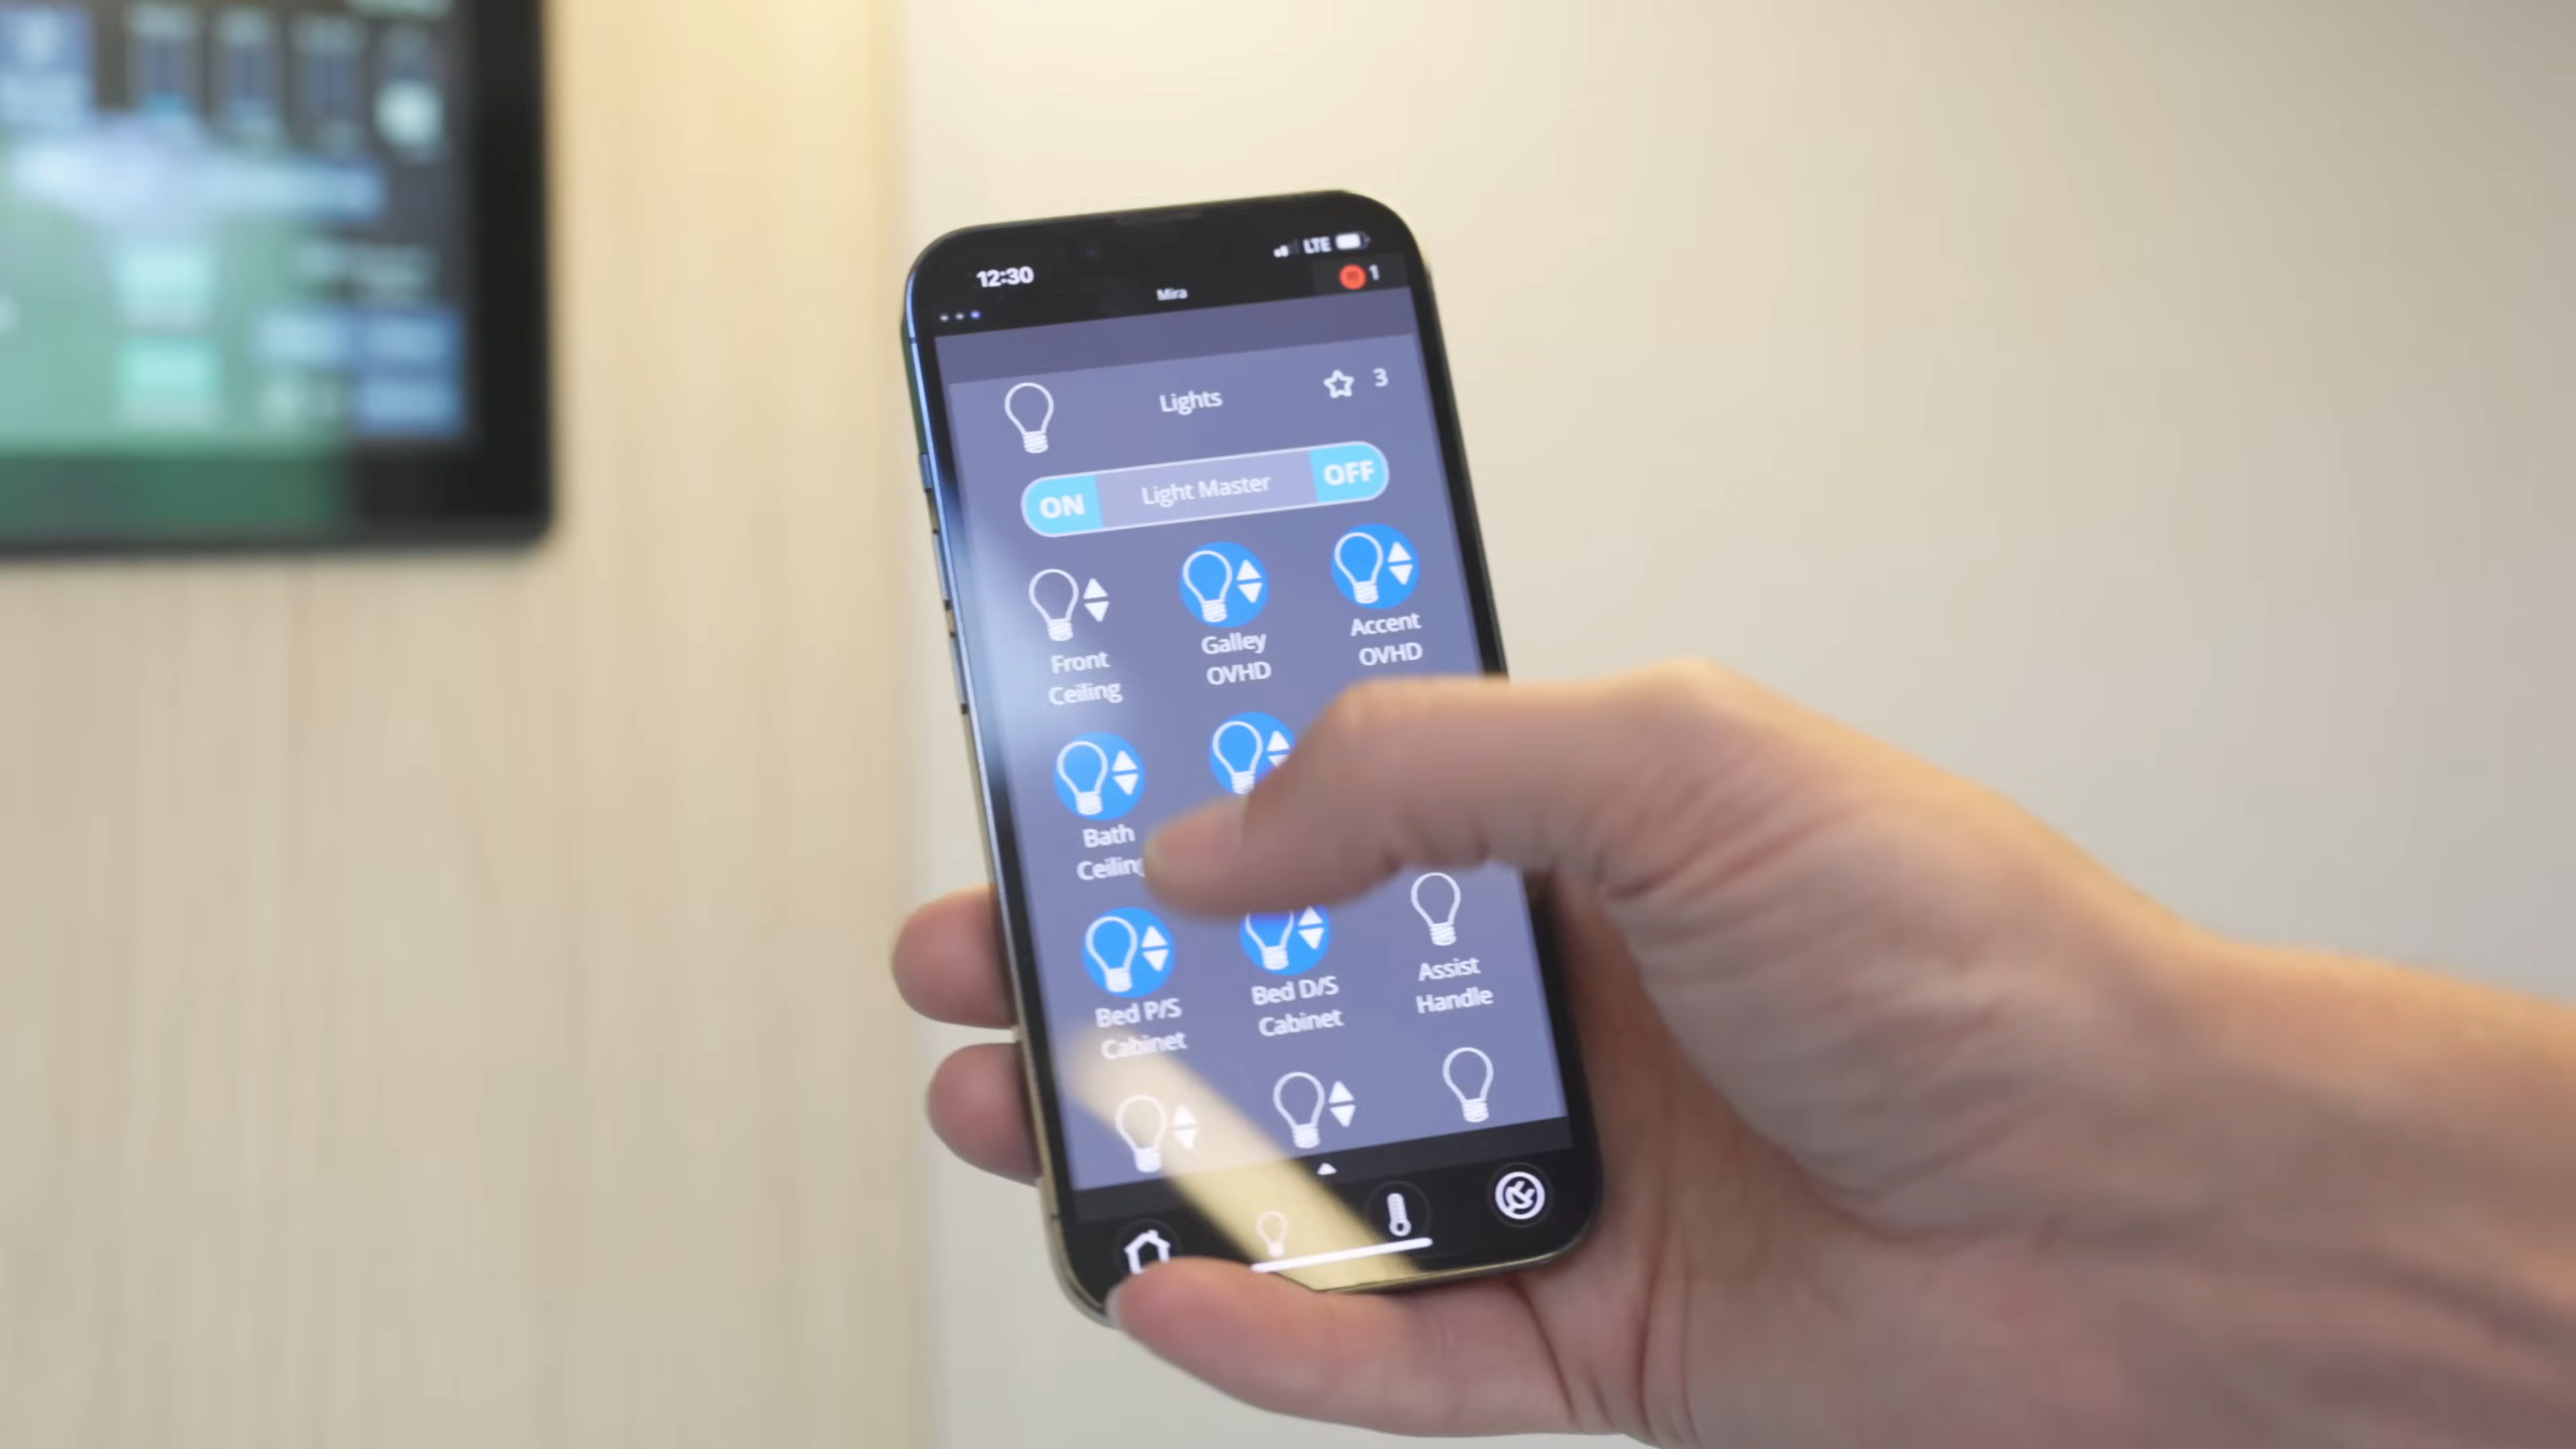 12:30
LTE
Mira
1
Lights
3
ON Light Master OFF
Front
Ceiling
Galley
OVHD
Accent
OVHD
Bath
Ceiling
Bed P/S
Cabinet
Bed D/S
Cabinet
Assist
Handle